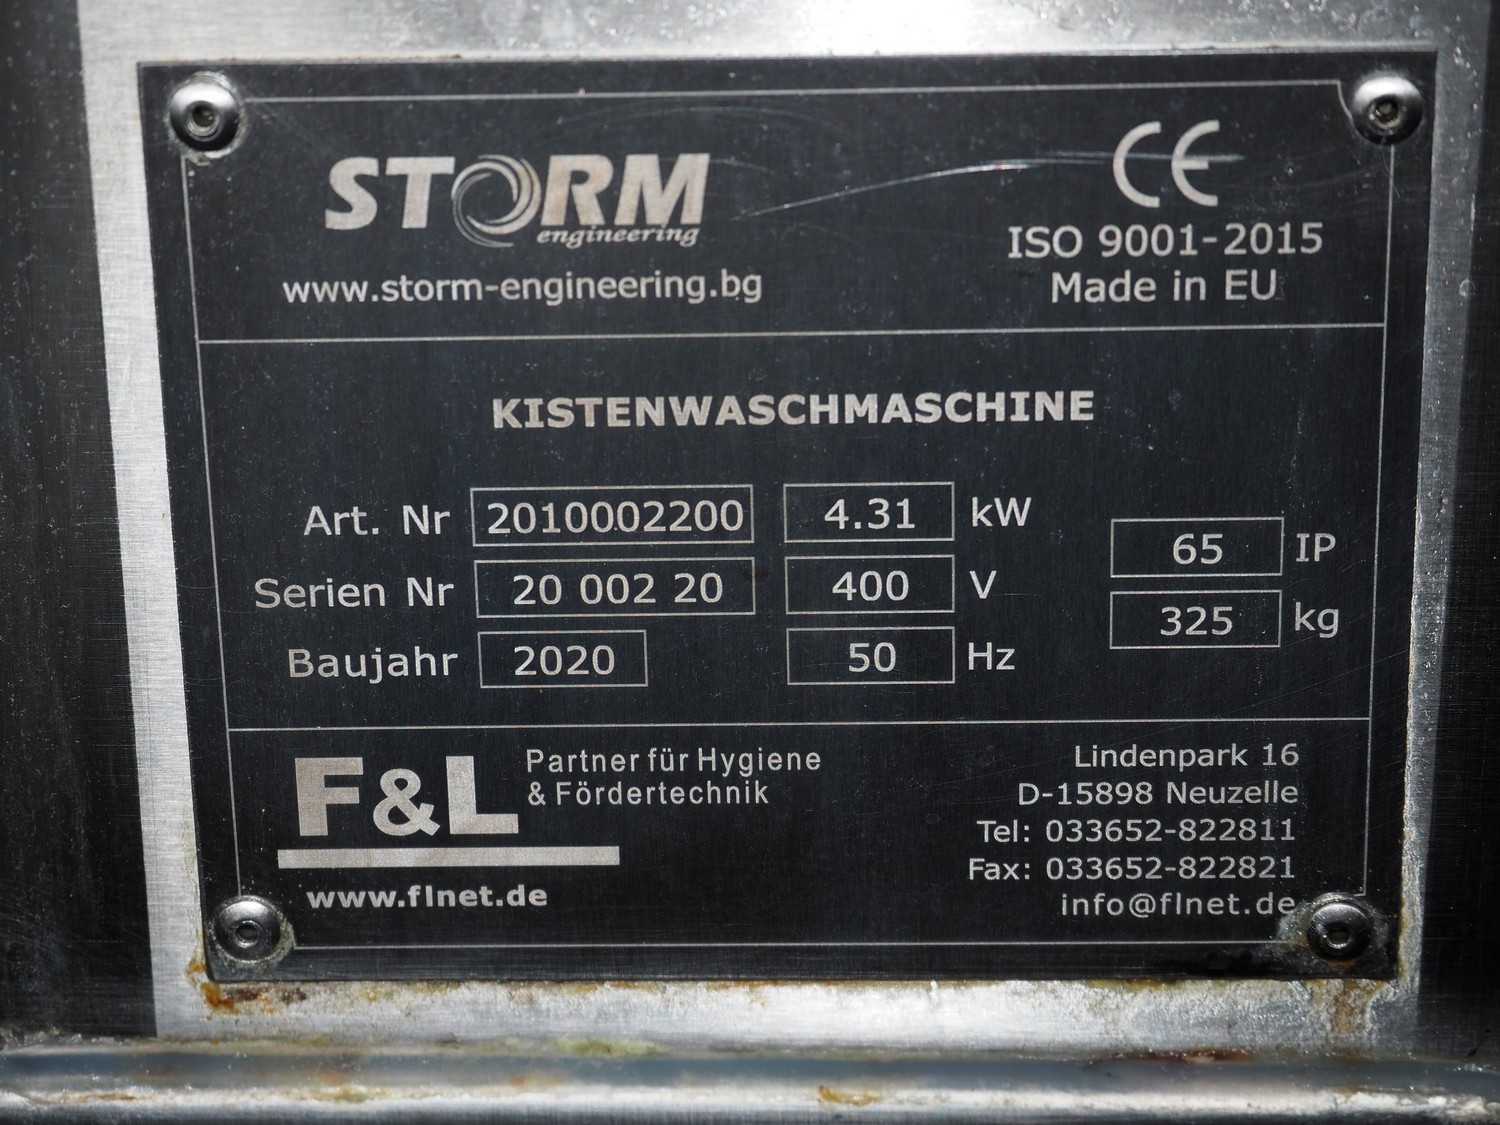 STORM
engineering
www.storm-engineering.bg
CE
ISO 9001-2015
Made in EU
KISTENWASCHMASCHINE
Art. Nr 2010002200 4.31 kW
Serien Nr 20 002 20 400 V
Baujahr 2020 50 Hz
65 IP
325 kg
F&L
Partner für Hygiene
& Fördertechnik
www.flnet.de
Lindenpark 16
D-15898 Neuzelle
Tel: 033652-822811
Fax: 033652-822821
info@flnet.de